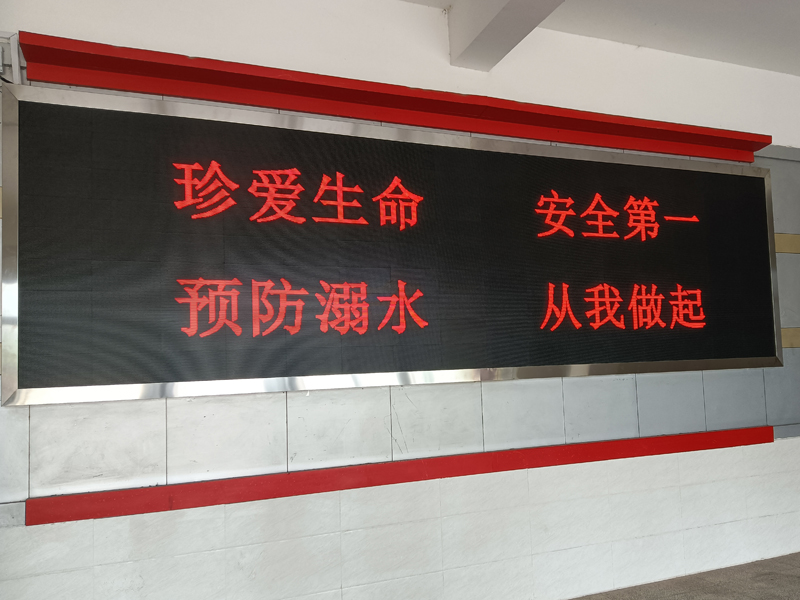 珍爱生命 安全第一
预防溺水 从我做起